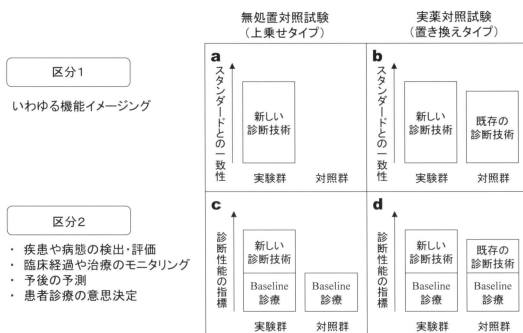 無処置対照試験
（上乗せタイプ）
実薬対照試験
（置き換えタイプ）
区分1
いわゆる機能イメージング
a
スタンダードとの一致性
新しい
診断技術
実験群
対照群
b
スタンダードとの一致性
新しい
診断技術
既存の
診断技術
実験群
対照群
区分2
・ 疾患や病態の検出・評価
・ 臨床経過や治療のモニタリング
・ 予後の予測
・ 患者診療の意思決定
c
診断性能の指標
新しい
診断技術
Baseline
診療
Baseline
診療
実験群
対照群
d
診断性能の指標
新しい
診断技術
既存の
診断技術
Baseline
診療
Baseline
診療
実験群
対照群